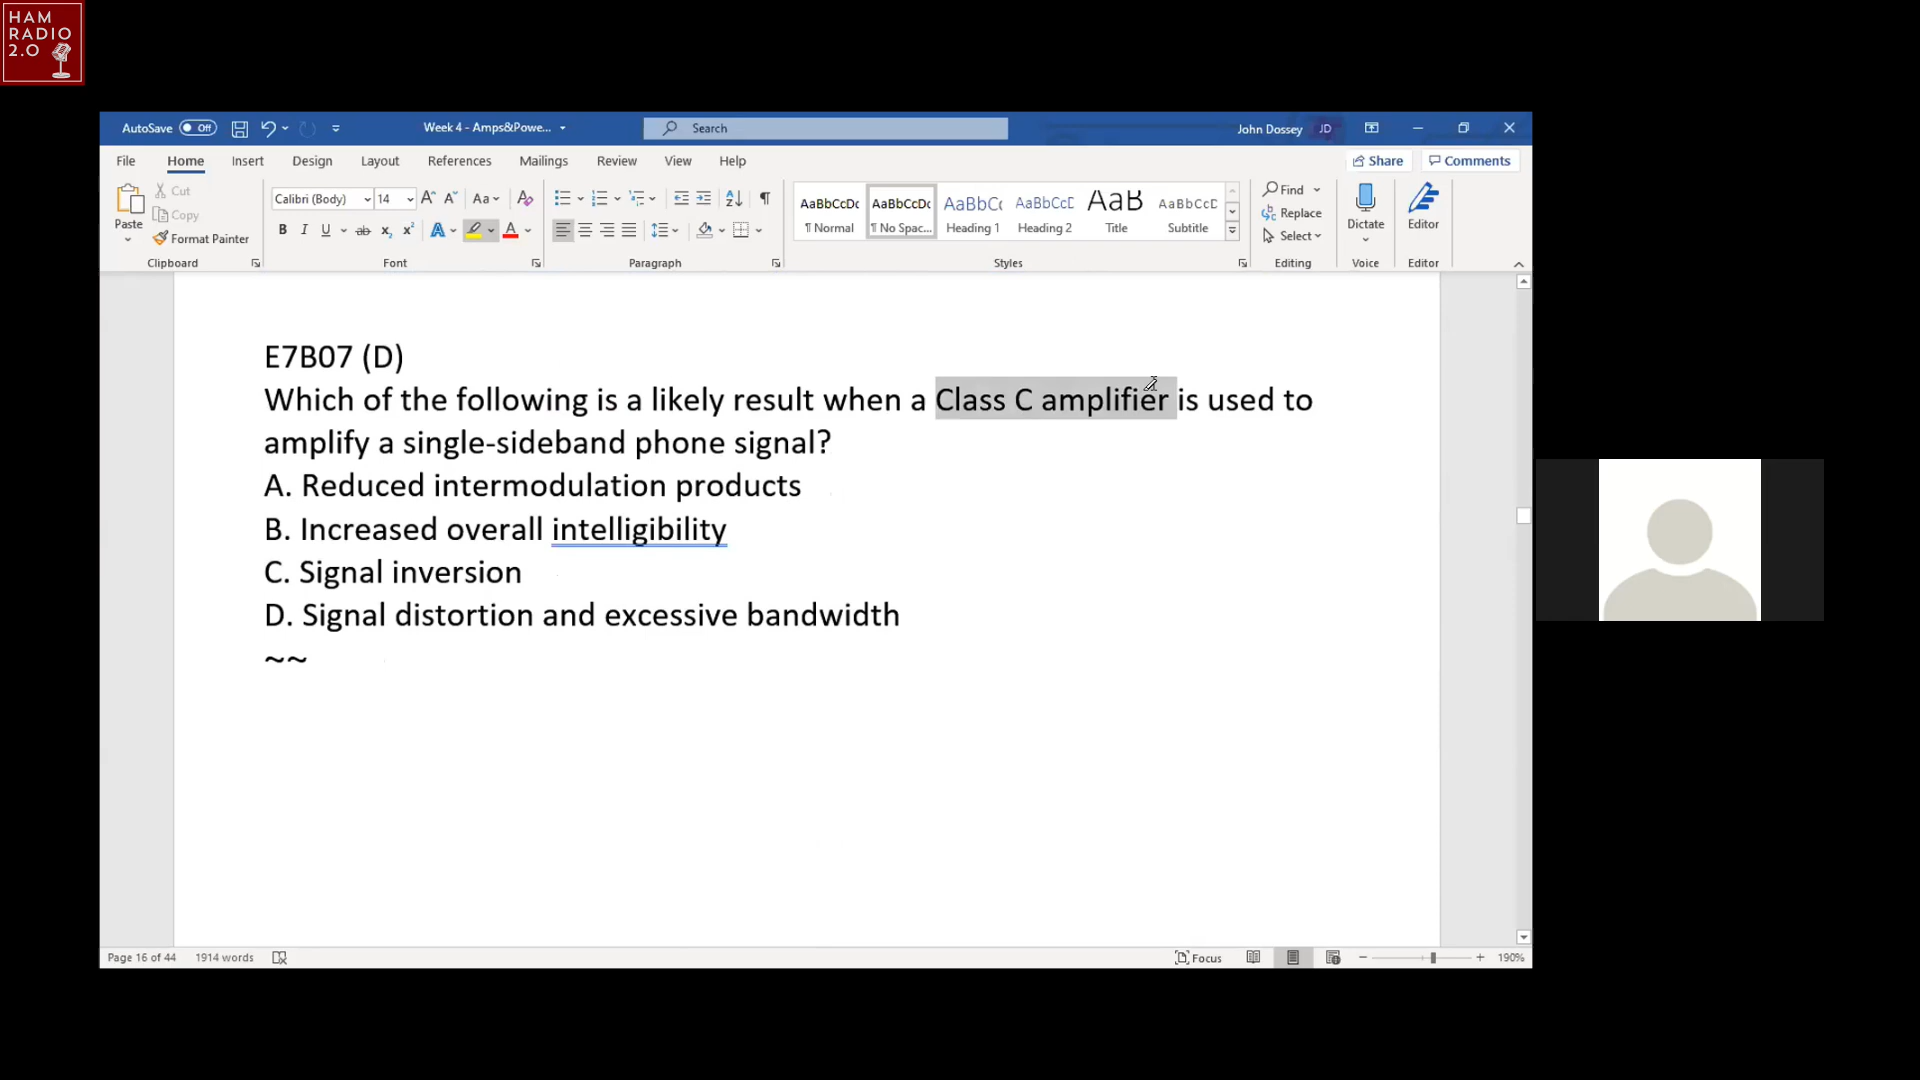 HAM
RADIO
2.0
AutoSave Off Week 4 - Amps&Powe... Search John Dossey JD
File Home Insert Design Layout References Mailings Review View Help Share Comments
Paste Cut Copy Format Painter
Calibri (Body) 14 Aa
B I U ab x₂ x² A A
AaBbCcDc AaBbCcDc AaBbCc AaBbCcD AaB AaBbCcD
¶ Normal ¶ No Spac... Heading 1 Heading 2 Title Subtitle
Find
Replace
Select
Dictate Editor
Clipboard Font Paragraph Styles Editing Voice Editor
E7B07 (D)
Which of the following is a likely result when a Class C amplifier is used to
amplify a single-sideband phone signal?
A. Reduced intermodulation products
B. Increased overall intelligibility
C. Signal inversion
D. Signal distortion and excessive bandwidth
~~
Page 16 of 44 1914 words Focus 190%